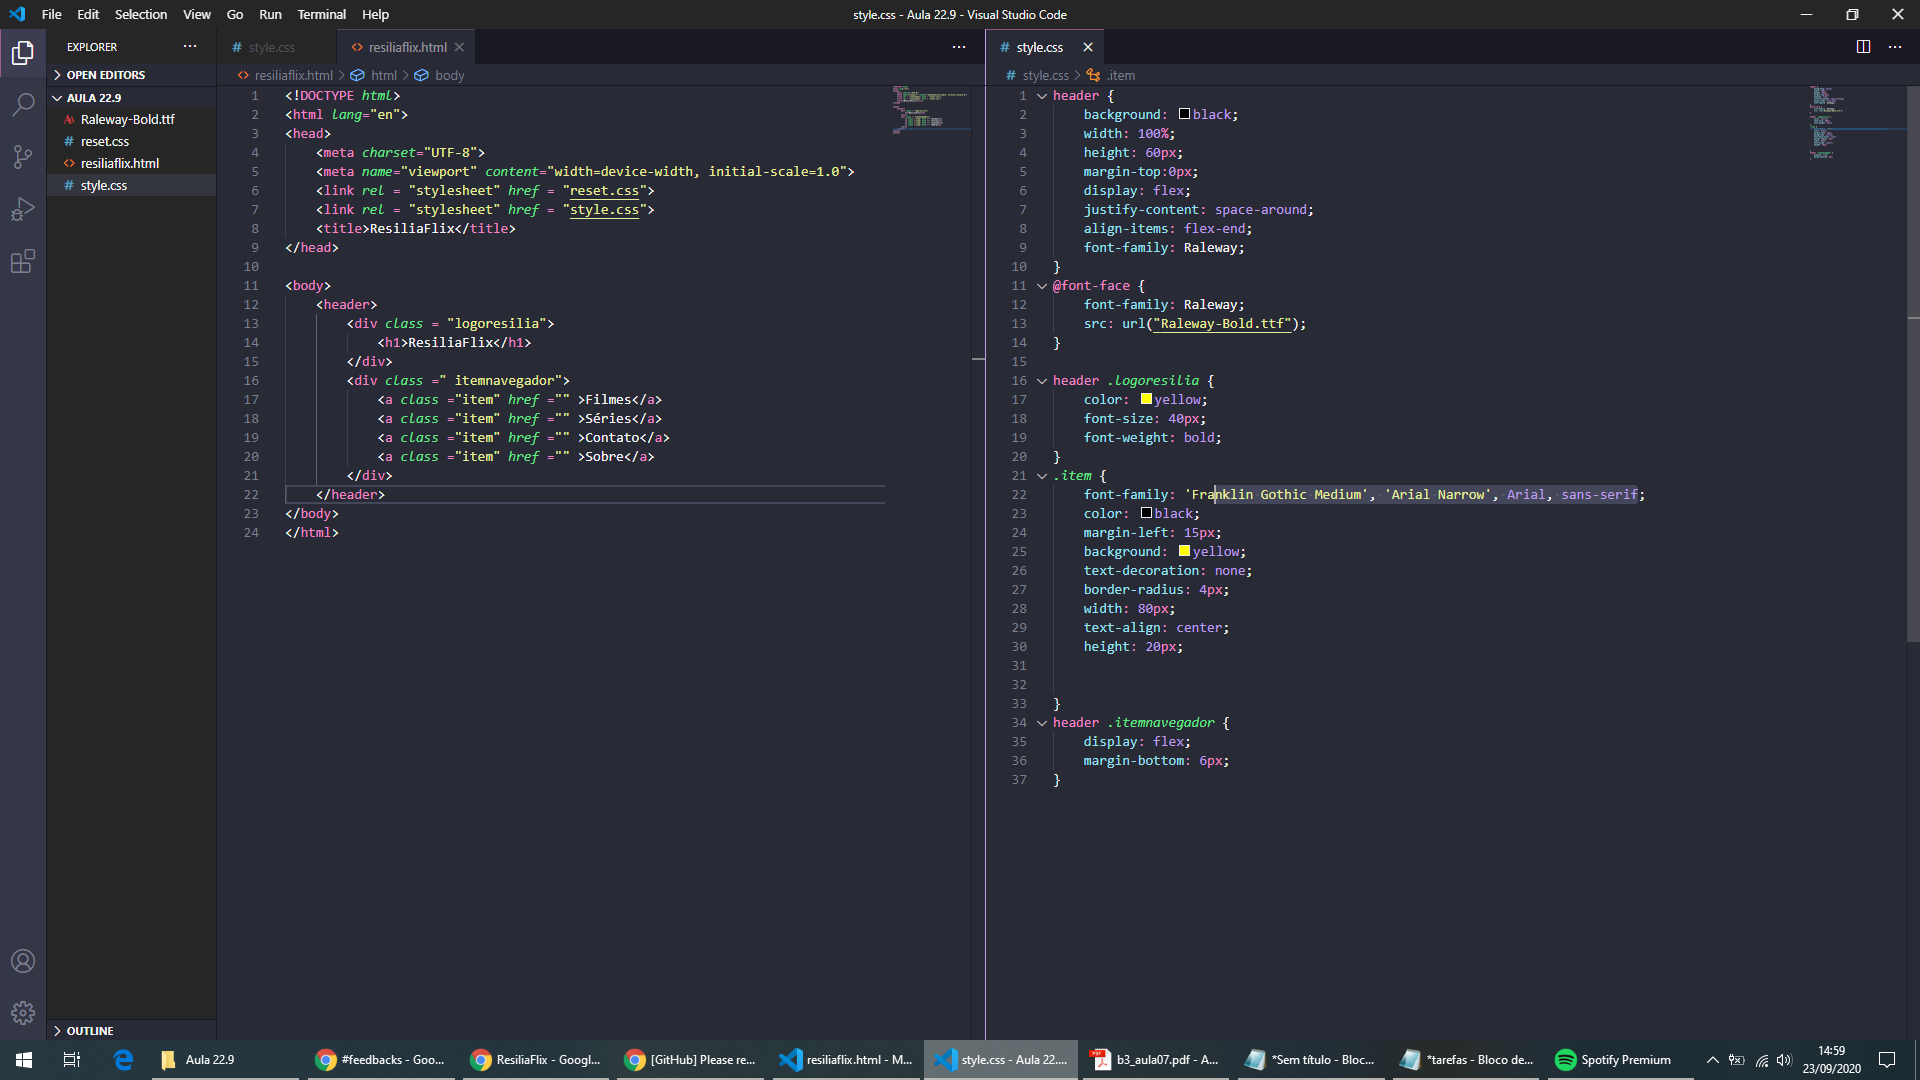 File Edit Selection View Go Run Terminal Help
style.css - Aula 22.9 - Visual Studio Code
EXPLORER
OPEN EDITORS
AULA 22.9
Raleway-Bold.ttf
reset.css
resiliaflix.html
style.css
OUTLINE
style.css
resiliaflix.html
resiliaflix.html > html > body
1 <!DOCTYPE html>
2 <html lang="en">
3 <head>
4 <meta charset="UTF-8">
5 <meta name="viewport" content="width=device-width, initial-scale=1.0">
6 <link rel = "stylesheet" href = "reset.css">
7 <link rel = "stylesheet" href = "style.css">
8 <title>ResiliaFlix</title>
9 </head>
10
11 <body>
12 <header>
13 <div class = "logoresilia">
14 <h1>ResiliaFlix</h1>
15 </div>
16 <div class =" itemnavegador">
17 <a class ="item" href ="" >Filmes</a>
18 <a class ="item" href ="" >Séries</a>
19 <a class ="item" href ="" >Contato</a>
20 <a class ="item" href ="" >Sobre</a>
21 </div>
22 </header>
23 </body>
24 </html>
# style.css
# style.css > .item
1 header {
2 background: black;
3 width: 100%;
4 height: 60px;
5 margin-top:0px;
6 display: flex;
7 justify-content: space-around;
8 align-items: flex-end;
9 font-family: Raleway;
10 }
11 @font-face {
12 font-family: Raleway;
13 src: url("Raleway-Bold.ttf");
14 }
15
16 header .logoresilia {
17 color: yellow;
18 font-size: 40px;
19 font-weight: bold;
20 }
21 .item {
22 font-family: 'Franklin Gothic Medium', 'Arial Narrow', Arial, sans-serif;
23 color: black;
24 margin-left: 15px;
25 background: yellow;
26 text-decoration: none;
27 border-radius: 4px;
28 width: 80px;
29 text-align: center;
30 height: 20px;
31
32
33 }
34 header .itemnavegador {
35 display: flex;
36 margin-bottom: 6px;
37 }
Aula 22.9
#feedbacks - Goo...
ResiliaFlix - Googl...
[GitHub] Please re...
resiliaflix.html - M...
style.css - Aula 22....
b3_aula07.pdf - A...
*Sem título - Bloc...
*tarefas - Bloco de...
Spotify Premium
14:59
23/09/2020